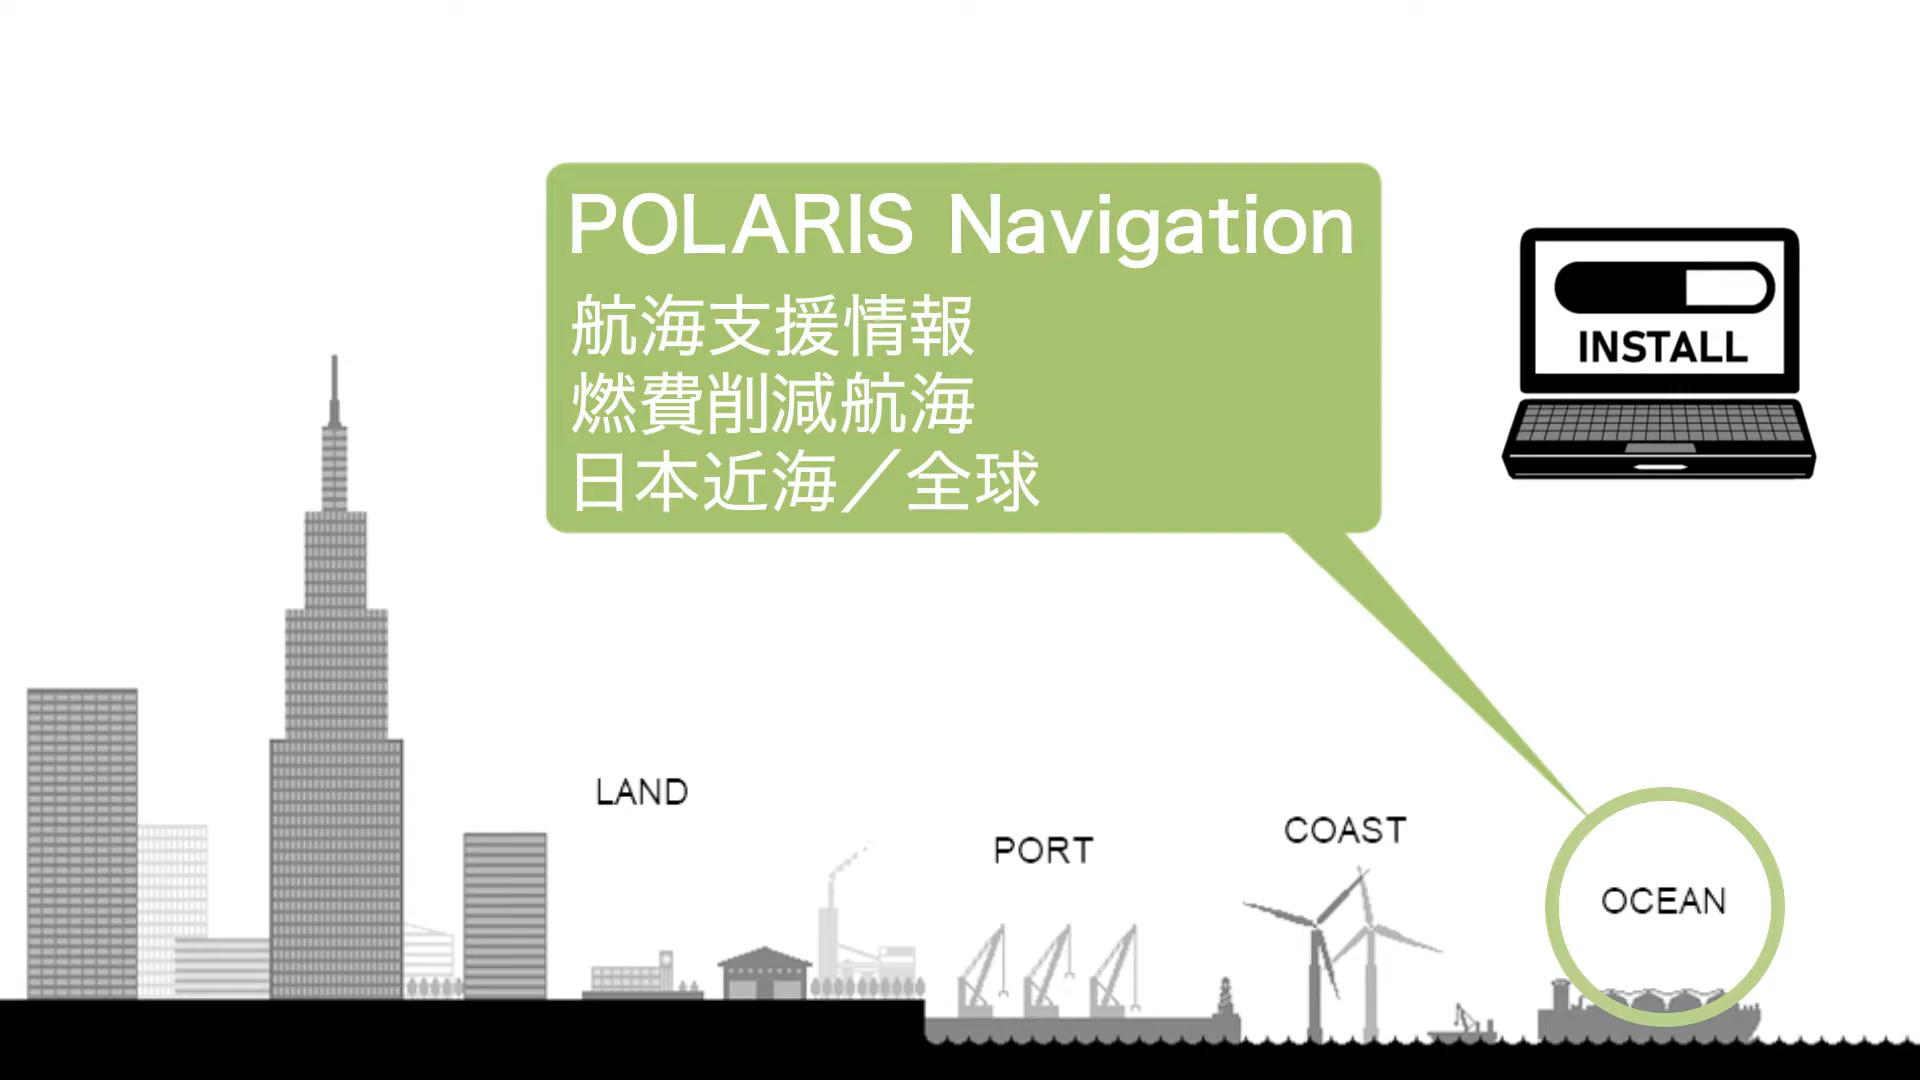 POLARIS Navigation
航海支援情報
燃費削減航海
日本近海／全球
INSTALL
LAND
PORT
COAST
OCEAN